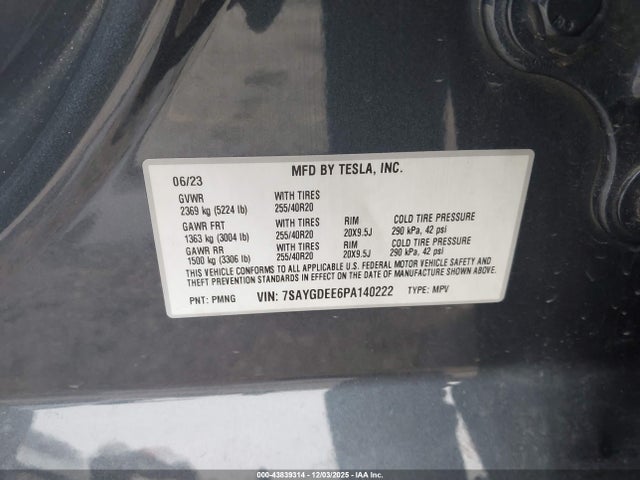 MFD BY TESLA, INC.
06/23
GVWR WITH TIRES
2369 kg (5224 lb) 255/40R20
GAWR FRT WITH TIRES RIM COLD TIRE PRESSURE
1363 kg (3004 lb) 255/40R20 20X9.5J 290 kPa, 42 psi
GAWR RR WITH TIRES RIM COLD TIRE PRESSURE
1500 kg (3306 lb) 255/40R20 20X9.5J 290 kPa, 42 psi
THIS VEHICLE CONFORMS TO ALL APPLICABLE U.S. FEDERAL MOTOR VEHICLE SAFETY AND
THEFT PREVENTION STANDARDS IN EFFECT ON THE DATE OF MANUFACTURE SHOWN ABOVE.
PNT: PMNG VIN: 7SAYGDEE6PA140222 TYPE: MPV
000-43839314 - 12/03/2025 - IAA Inc.